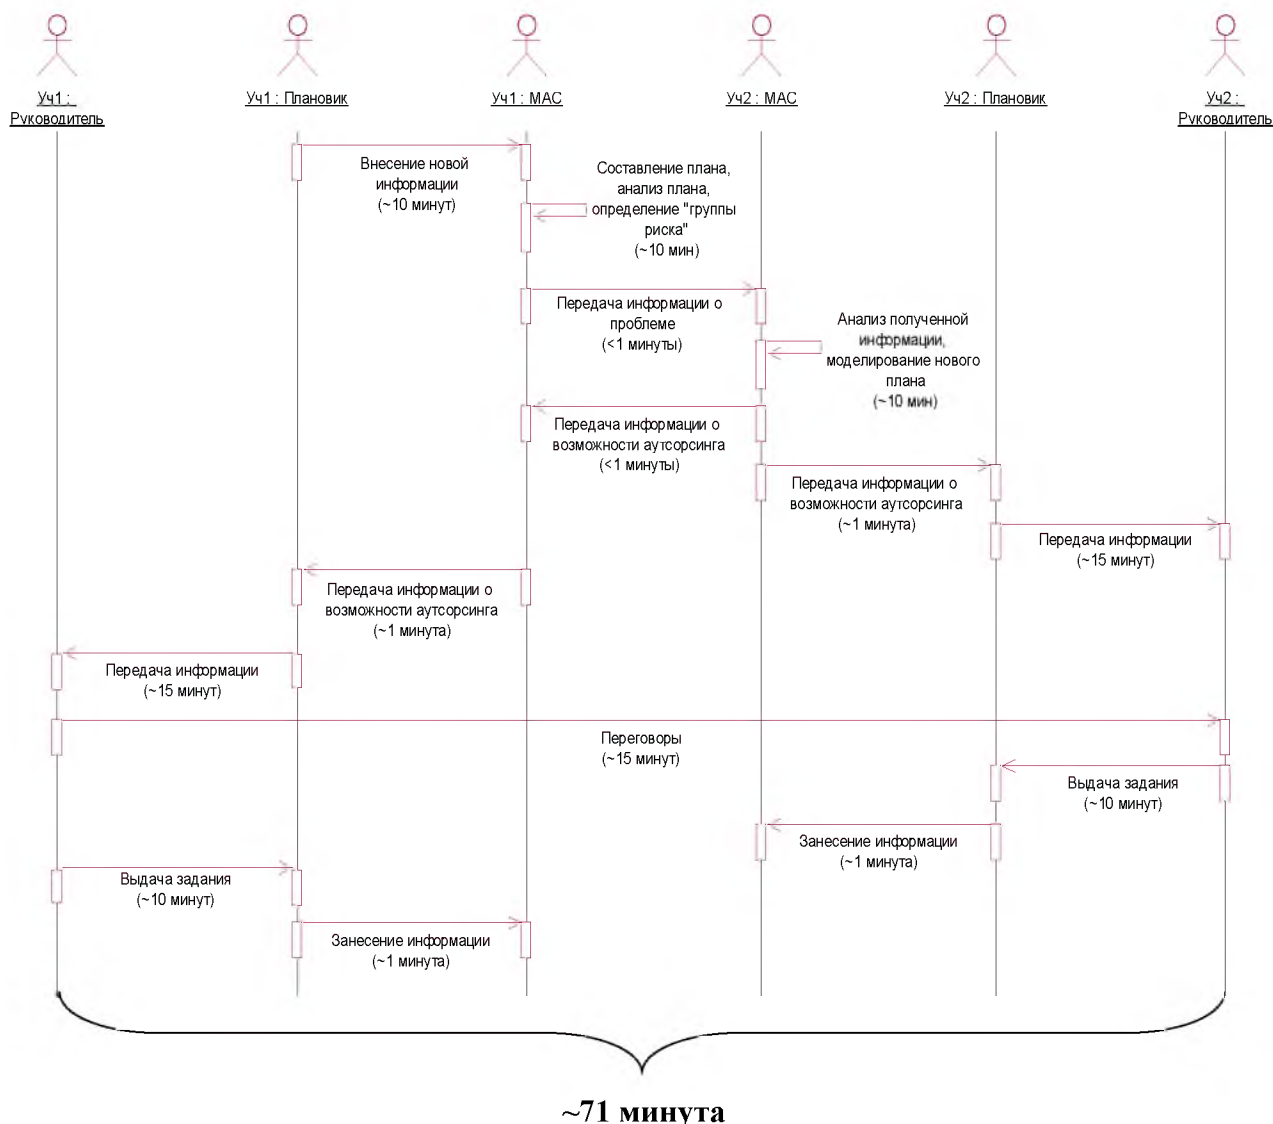 Уч1 :
Руководитель
Уч1 : Плановик
Уч1 : МАС
Уч2 : МАС
Уч2 : Плановик
Уч2 :
Руководитель
Внесение новой
информации
(~10 минут)
Составление плана,
анализ плана,
определение "группы
риска"
(~10 мин)
Передача информации о
проблеме
(<1 минуты)
Анализ полученной
информации,
моделирование нового
плана
(~10 мин)
Передача информации о
возможности аутсорсинга
(<1 минуты)
Передача информации о
возможности аутсорсинга
(~1 минута)
Передача информации
(~15 минут)
Передача информации о
возможности аутсорсинга
(~1 минута)
Передача информации
(~15 минут)
Переговоры
(~15 минут)
Выдача задания
(~10 минут)
Занесение информации
(~1 минута)
Выдача задания
(~10 минут)
Занесение информации
(~1 минута)
~71 минута